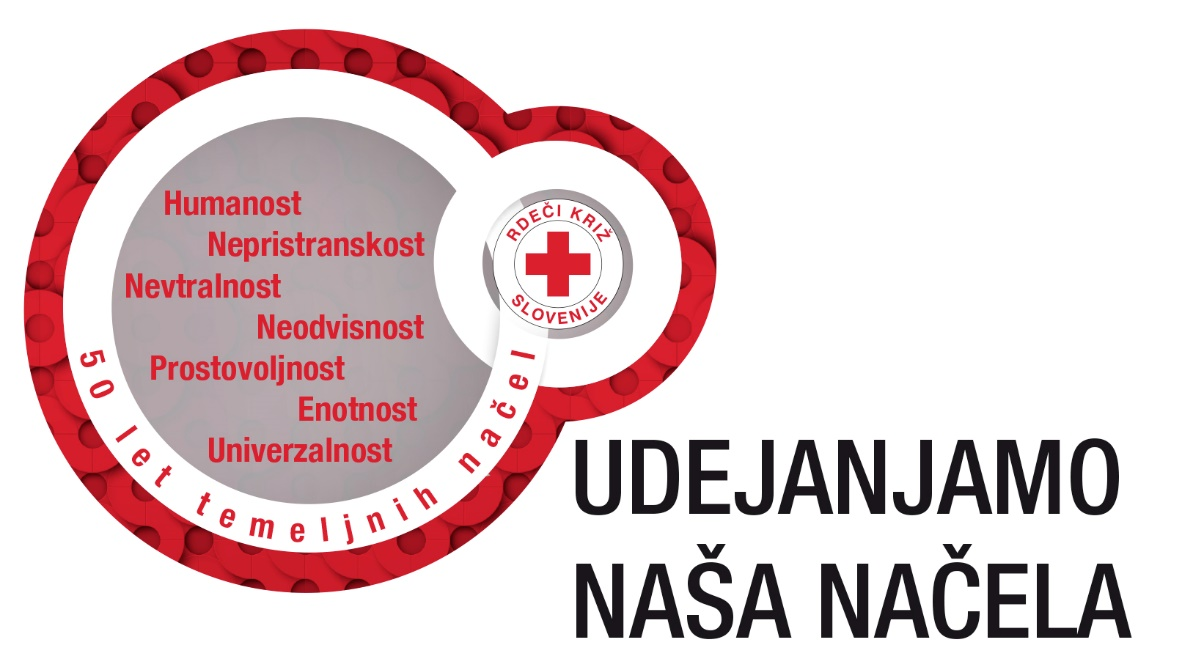 Humanost
Nepristranskost
Nevtralnost
Neodvisnost
Prostovoljnost
Enotnost
Univerzalnost
50 let temeljnih načel
RDEČI KRIŽ
SLOVENIJE
UDEJANJAMO
NAŠA NAČELA